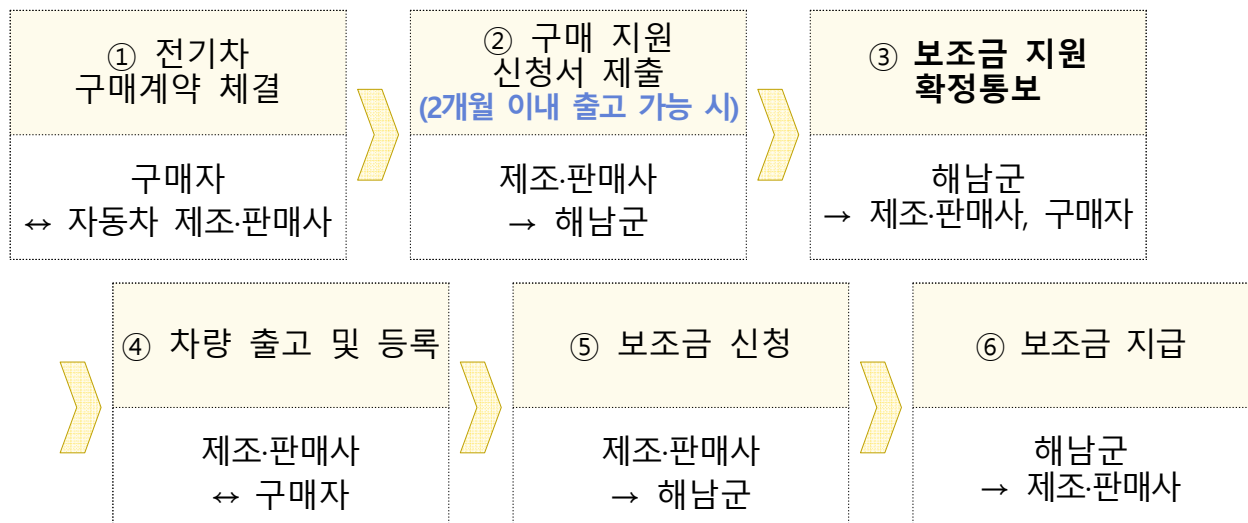 ① 전기차
구매계약 체결
② 구매 지원
신청서 제출
(2개월 이내 출고 가능 시)
③ 보조금 지원
확정통보
구매자
↔ 자동차 제조·판매사
제조·판매사
→ 해남군
해남군
→ 제조·판매사, 구매자
④ 차량 출고 및 등록
⑤ 보조금 신청
⑥ 보조금 지급
제조·판매사
↔ 구매자
제조·판매사
→ 해남군
해남군
→ 제조·판매사